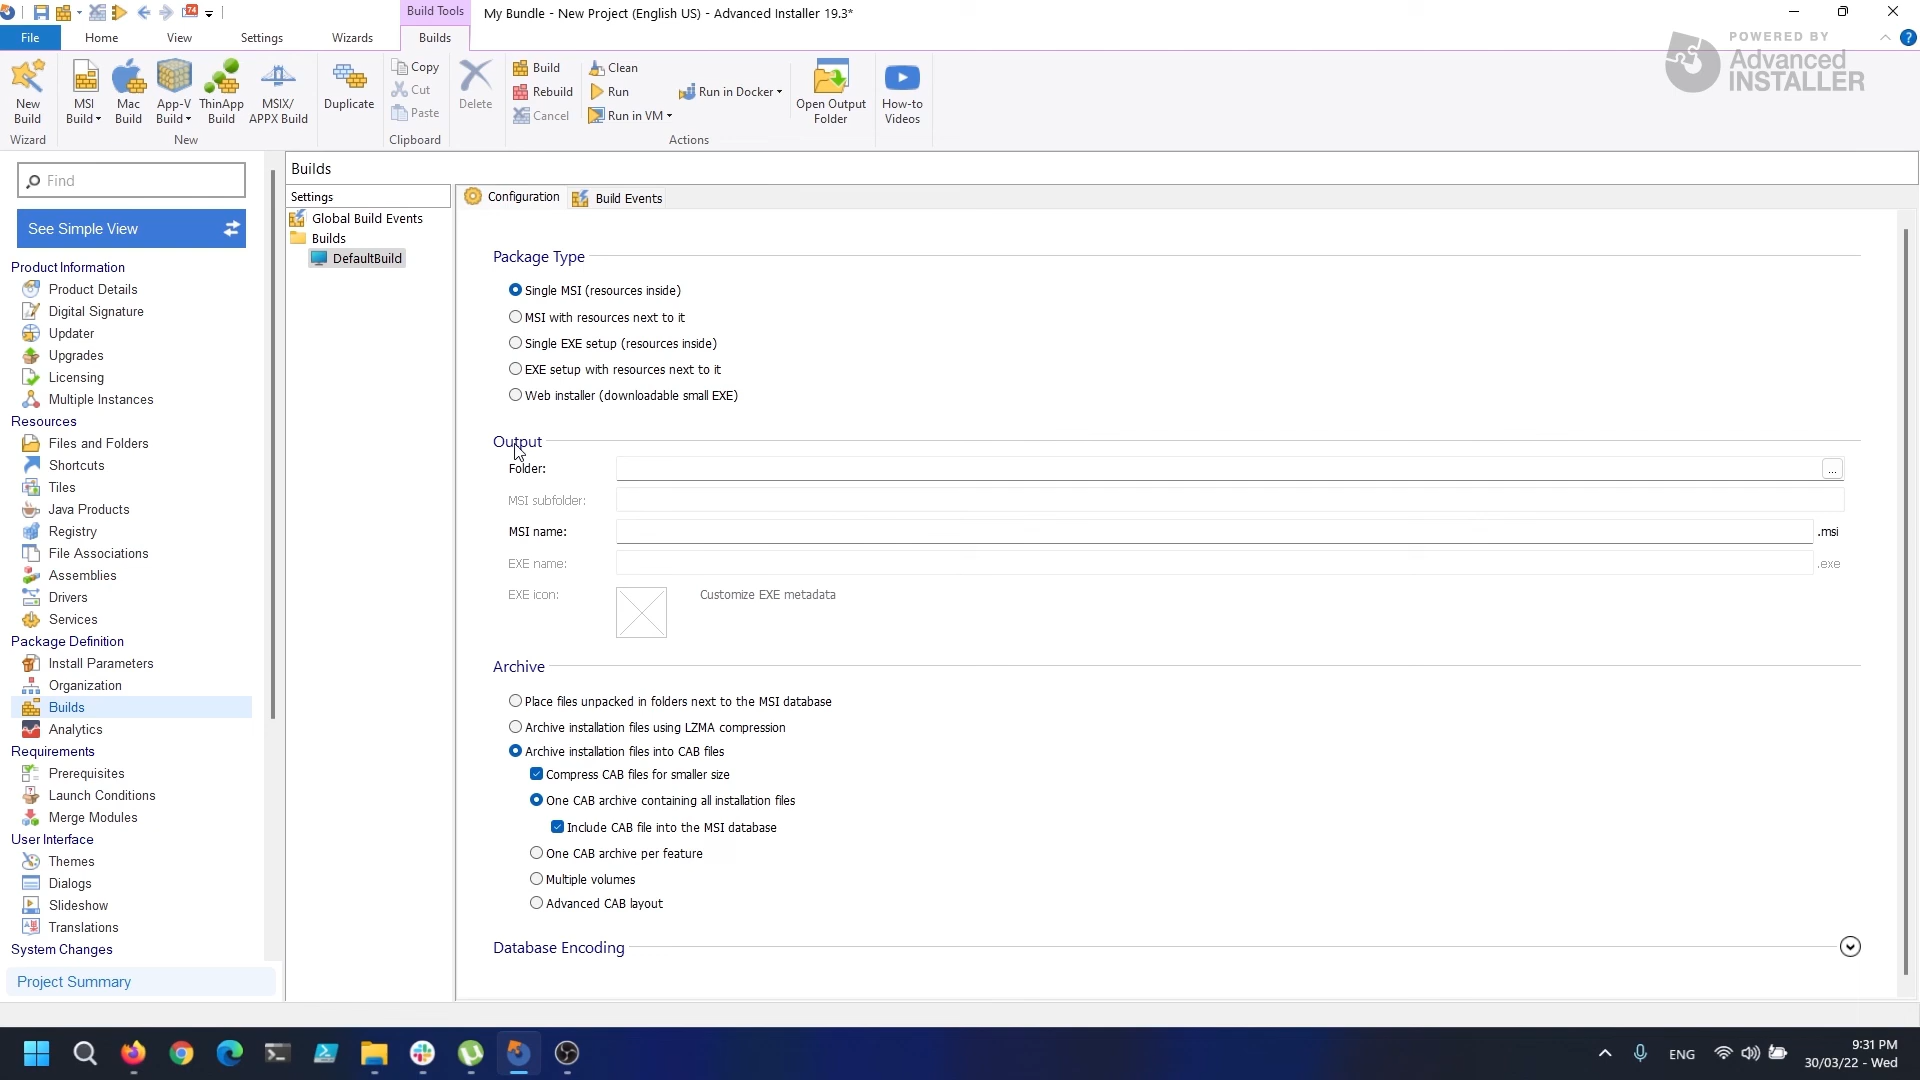 Build Tools
My Bundle - New Project (English US) - Advanced Installer 19.3*
74
File
Home
View
Settings
Wizards
Builds
?
POWERED BY
Advanced
INSTALLER
New
Build
MSI
Build
Mac
Build
App-V
Build
ThinApp
Build
MSIX/
APPX Build
Duplicate
Copy
Cut
Paste
Delete
Build
Rebuild
Cancel
Clean
Run
Run in VM
Run in Docker
Open Output
Folder
How-to
Videos
Wizard
New
Clipboard
Actions
Find
See Simple View
Product Information
Product Details
Digital Signature
Updater
Upgrades
Licensing
Multiple Instances
Resources
Files and Folders
Shortcuts
Tiles
Java Products
Registry
File Associations
Assemblies
Drivers
Services
Package Definition
Install Parameters
Organization
Builds
Analytics
Requirements
Prerequisites
Launch Conditions
Merge Modules
User Interface
Themes
Dialogs
Slideshow
Translations
System Changes
Project Summary
Builds
Settings
Global Build Events
Builds
DefaultBuild
Configuration
Build Events
Package Type
Single MSI (resources inside)
MSI with resources next to it
Single EXE setup (resources inside)
EXE setup with resources next to it
Web installer (downloadable small EXE)
Output
Folder:
...
MSI subfolder:
MSI name:
.msi
EXE name:
.exe
EXE icon:
Customize EXE metadata
Archive
Place files unpacked in folders next to the MSI database
Archive installation files using LZMA compression
Archive installation files into CAB files
Compress CAB files for smaller size
One CAB archive containing all installation files
Include CAB file into the MSI database
One CAB archive per feature
Multiple volumes
Advanced CAB layout
Database Encoding
ENG
9:31 PM
30/03/22 - Wed